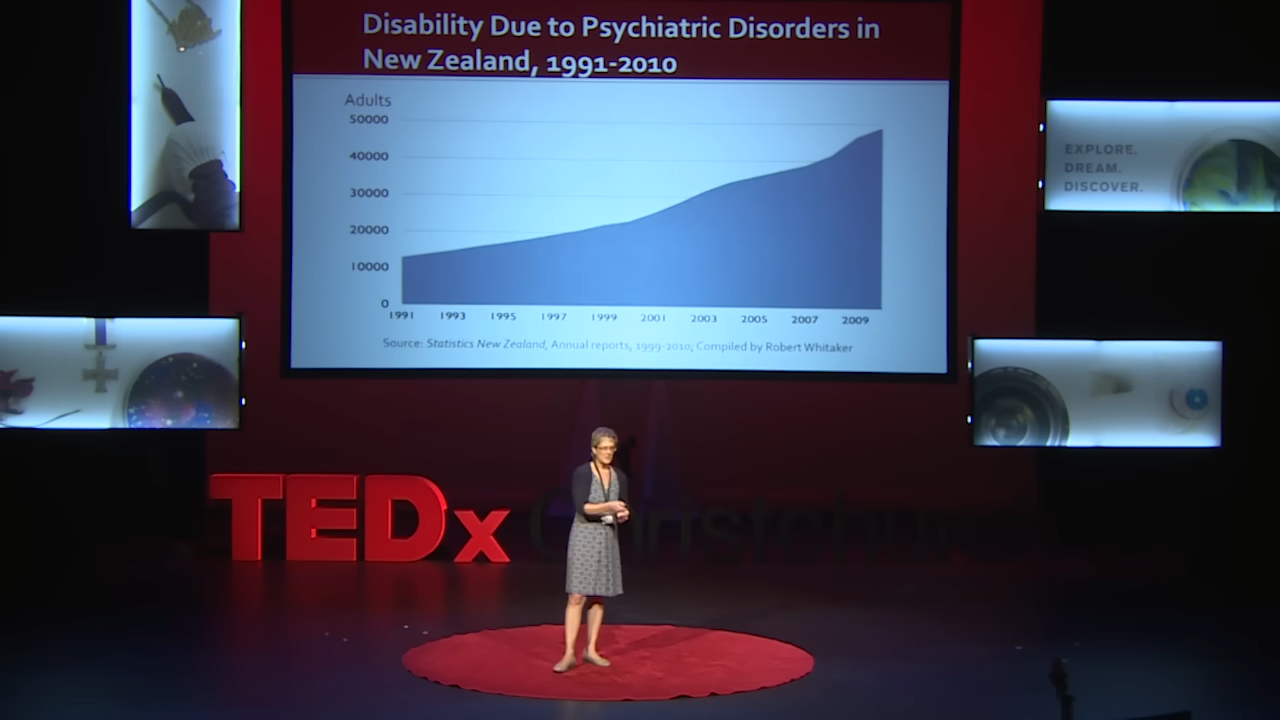 Disability Due to Psychiatric Disorders in
New Zealand, 1991-2010
Adults
50000
40000
30000
20000
10000
0
1991 1993 1995 1997 1999 2001 2003 2005 2007 2009
Source: Statistics New Zealand, Annual reports, 1999-2010; Compiled by Robert Whitaker
EXPLORE.
DREAM.
DISCOVER.
TEDx Christchurch